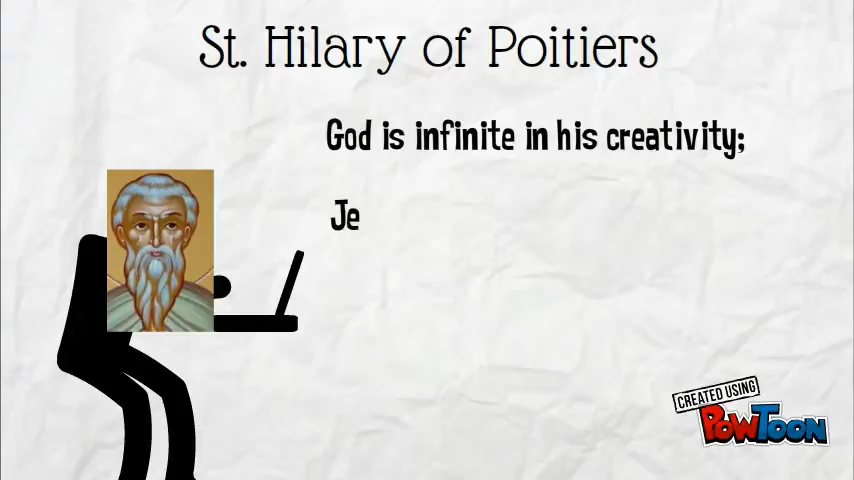 St. Hilary of Poitiers
God is infinite in his creativity;
Je
CREATED USING
POWTOON